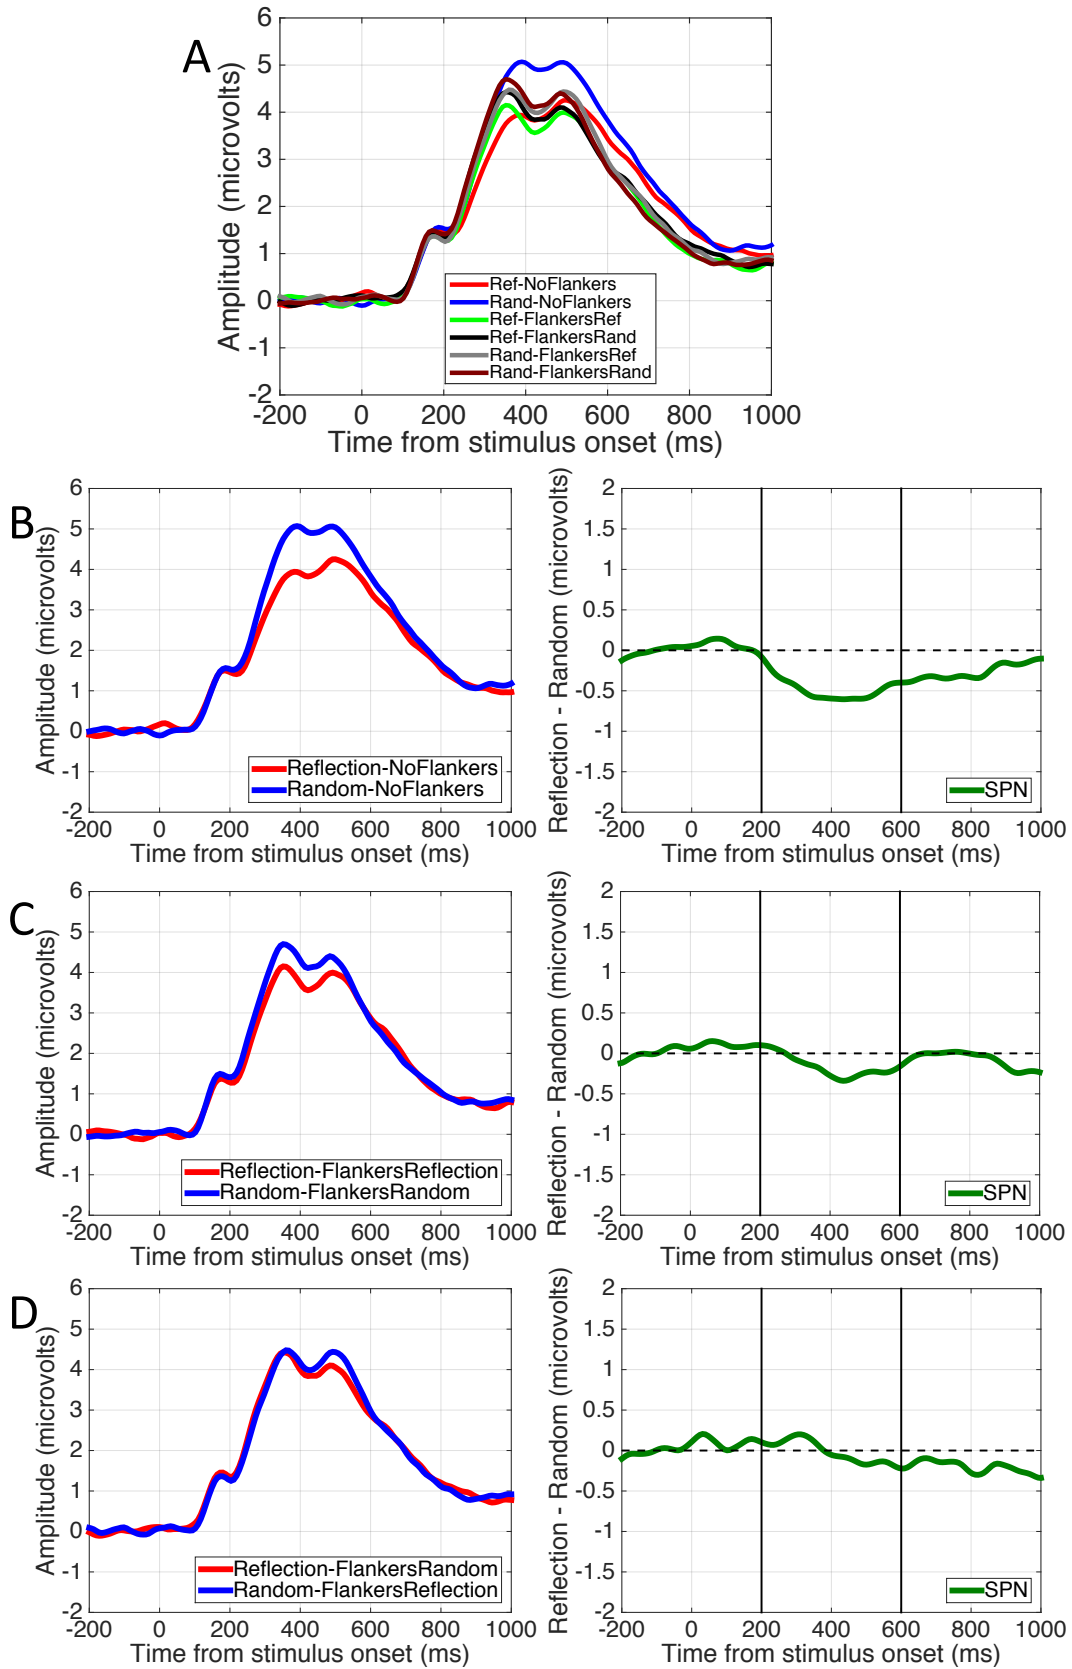 A
Amplitude (microvolts)
6
5
4
3
2
1
0
-1
-2
Ref-NoFlankers
Rand-NoFlankers
Ref-FlankersRef
Ref-FlankersRand
Rand-FlankersRef
Rand-FlankersRand
-200 0 200 400 600 800 1000
Time from stimulus onset (ms)
B
Amplitude (microvolts)
6
5
4
3
2
1
0
-1
-2
Reflection-NoFlankers
Random-NoFlankers
-200 0 200 400 600 800 1000
Time from stimulus onset (ms)
Reflection - Random (microvolts)
2
1.5
1
0.5
0
-0.5
-1
-1.5
-2
SPN
-200 0 200 400 600 800 1000
Time from stimulus onset (ms)
C
Amplitude (microvolts)
6
5
4
3
2
1
0
-1
-2
Reflection-FlankersReflection
Random-FlankersRandom
-200 0 200 400 600 800 1000
Time from stimulus onset (ms)
Reflection - Random (microvolts)
2
1.5
1
0.5
0
-0.5
-1
-1.5
-2
SPN
-200 0 200 400 600 800 1000
Time from stimulus onset (ms)
D
Amplitude (microvolts)
6
5
4
3
2
1
0
-1
-2
Reflection-FlankersRandom
Random-FlankersReflection
-200 0 200 400 600 800 1000
Time from stimulus onset (ms)
Reflection - Random (microvolts)
2
1.5
1
0.5
0
-0.5
-1
-1.5
-2
SPN
-200 0 200 400 600 800 1000
Time from stimulus onset (ms)